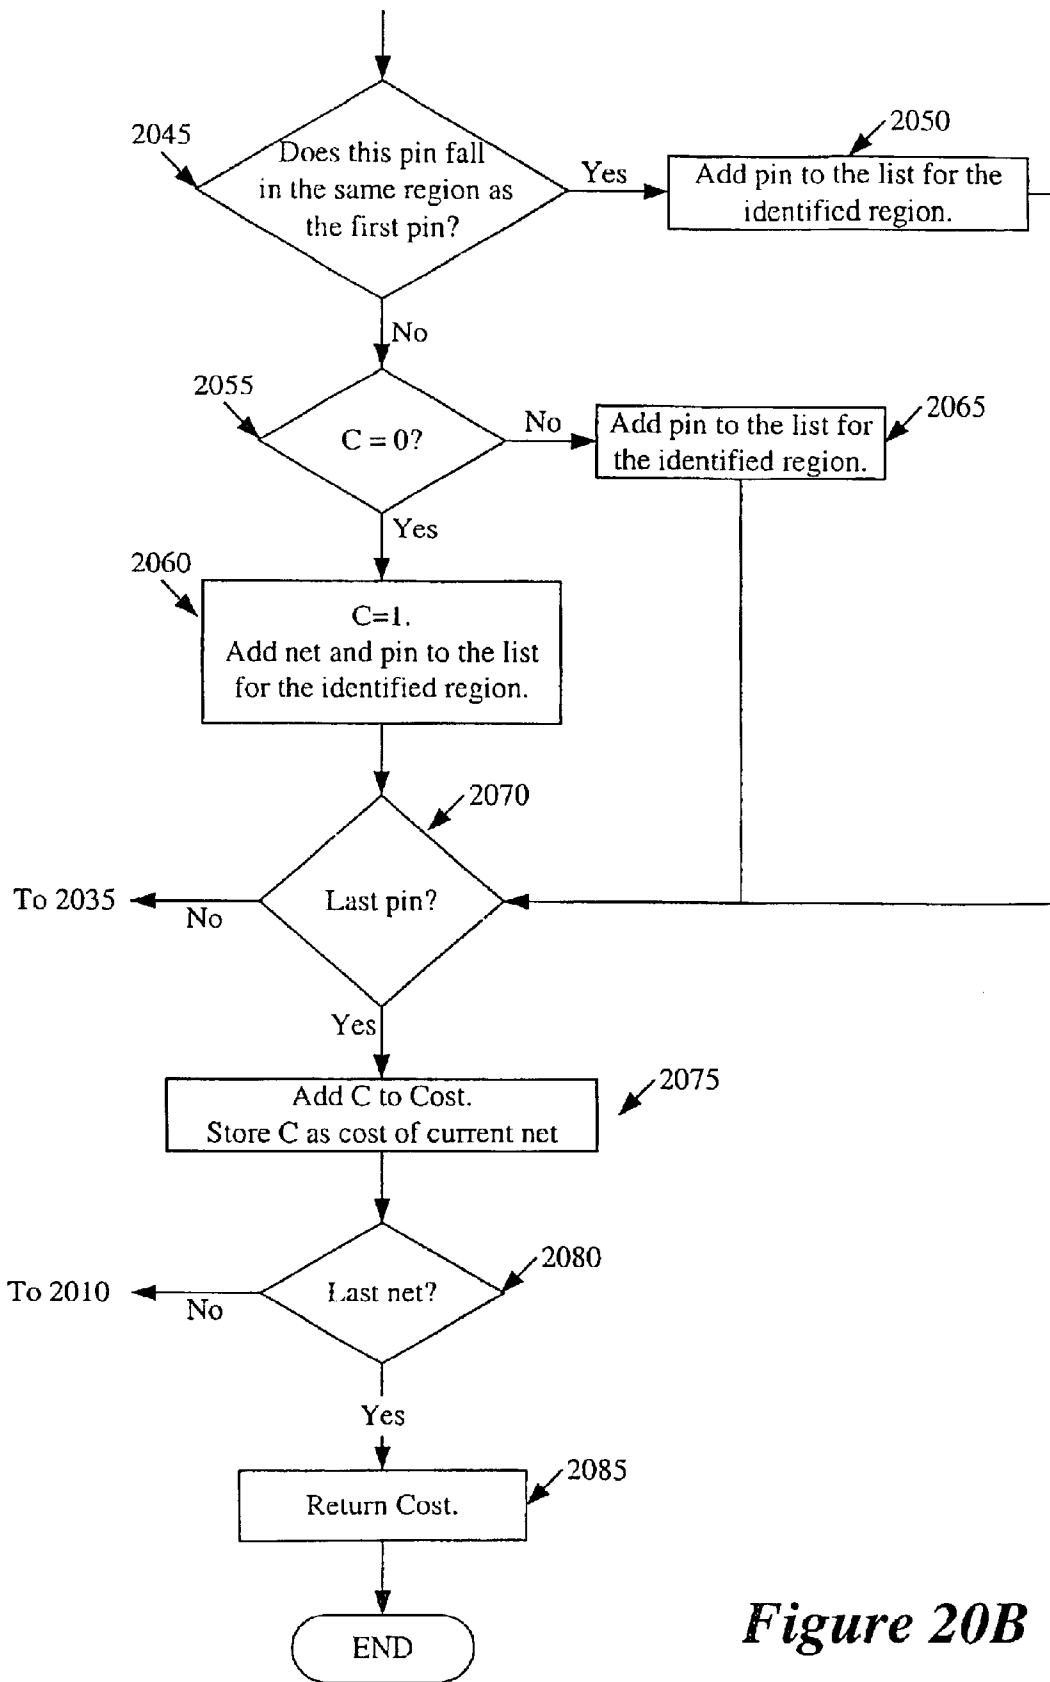 2045
Does this pin fall
in the same region as
the first pin?
Yes
2050
Add pin to the list for the
identified region.
No
2055
C = 0?
No
2065
Add pin to the list for
the identified region.
Yes
2060
C=1.
Add net and pin to the list
for the identified region.
2070
Last pin?
To 2035
No
Yes
2075
Add C to Cost.
Store C as cost of current net
2080
Last net?
To 2010
No
Yes
2085
Return Cost.
END
Figure 20B